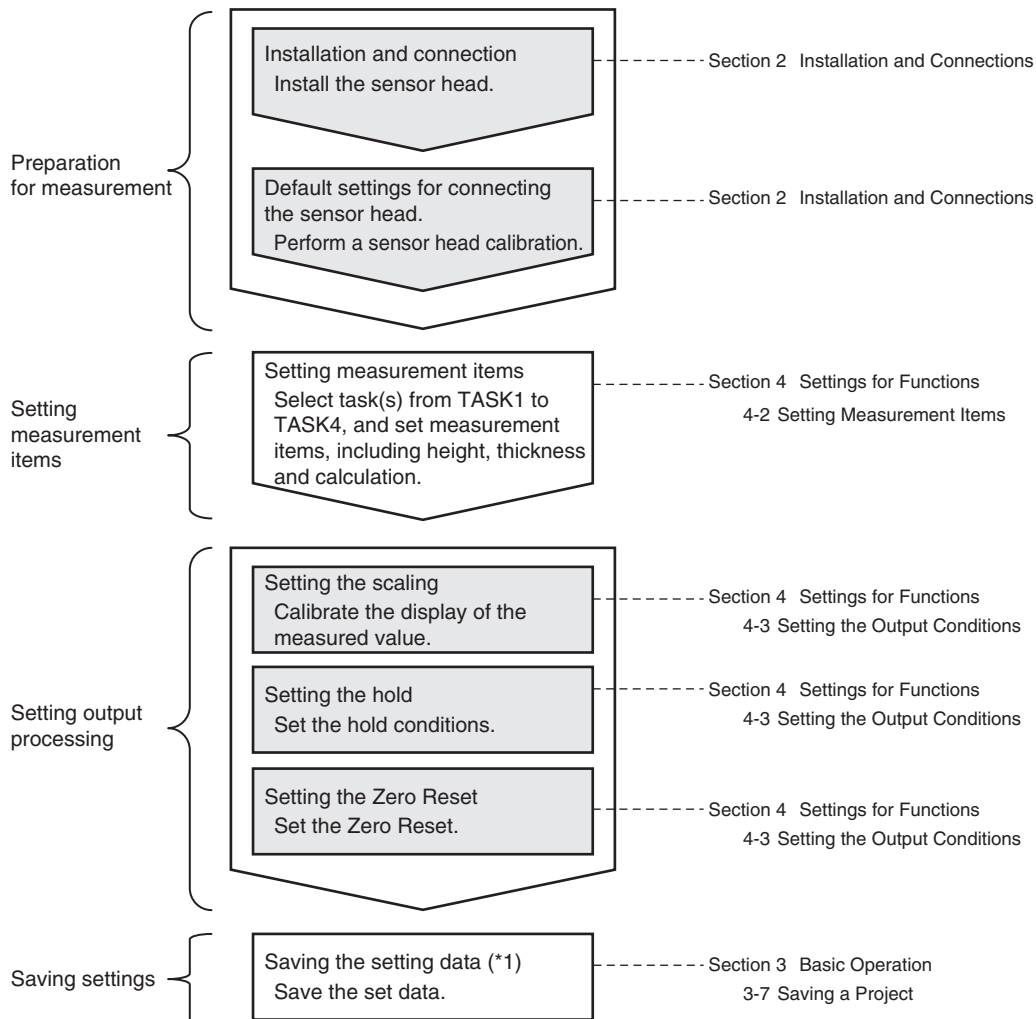 Preparation
for measurement
Installation and connection
Install the sensor head.
Section 2 Installation and Connections
Default settings for connecting
the sensor head.
Perform a sensor head calibration.
Section 2 Installation and Connections
Setting
measurement
items
Setting measurement items
Select task(s) from TASK1 to
TASK4, and set measurement
items, including height, thickness
and calculation.
Section 4 Settings for Functions
4-2 Setting Measurement Items
Setting output
processing
Setting the scaling
Calibrate the display of the
measured value.
Section 4 Settings for Functions
4-3 Setting the Output Conditions
Setting the hold
Set the hold conditions.
Section 4 Settings for Functions
4-3 Setting the Output Conditions
Setting the Zero Reset
Set the Zero Reset.
Section 4 Settings for Functions
4-3 Setting the Output Conditions
Saving settings
Saving the setting data (*1)
Save the set data.
Section 3 Basic Operation
3-7 Saving a Project